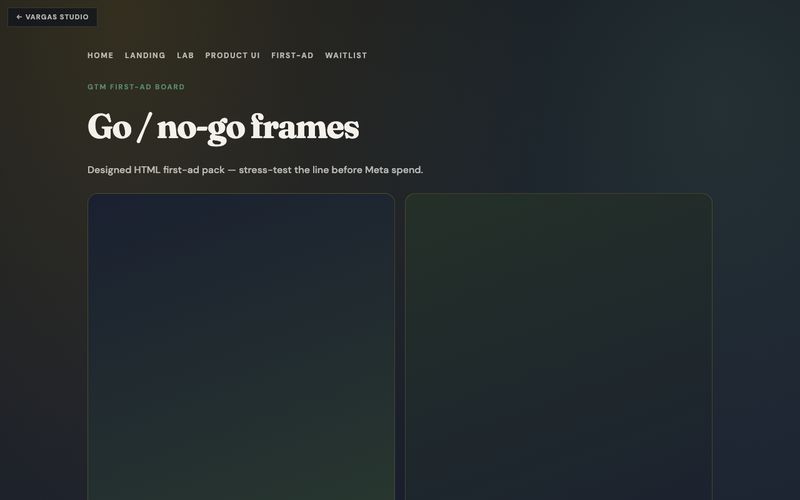 ← VARGAS STUDIO
HOME LANDING LAB PRODUCT UI FIRST-AD WAITLIST
GTM FIRST-AD BOARD
Go / no-go frames
Designed HTML first-ad pack — stress-test the line before Meta spend.